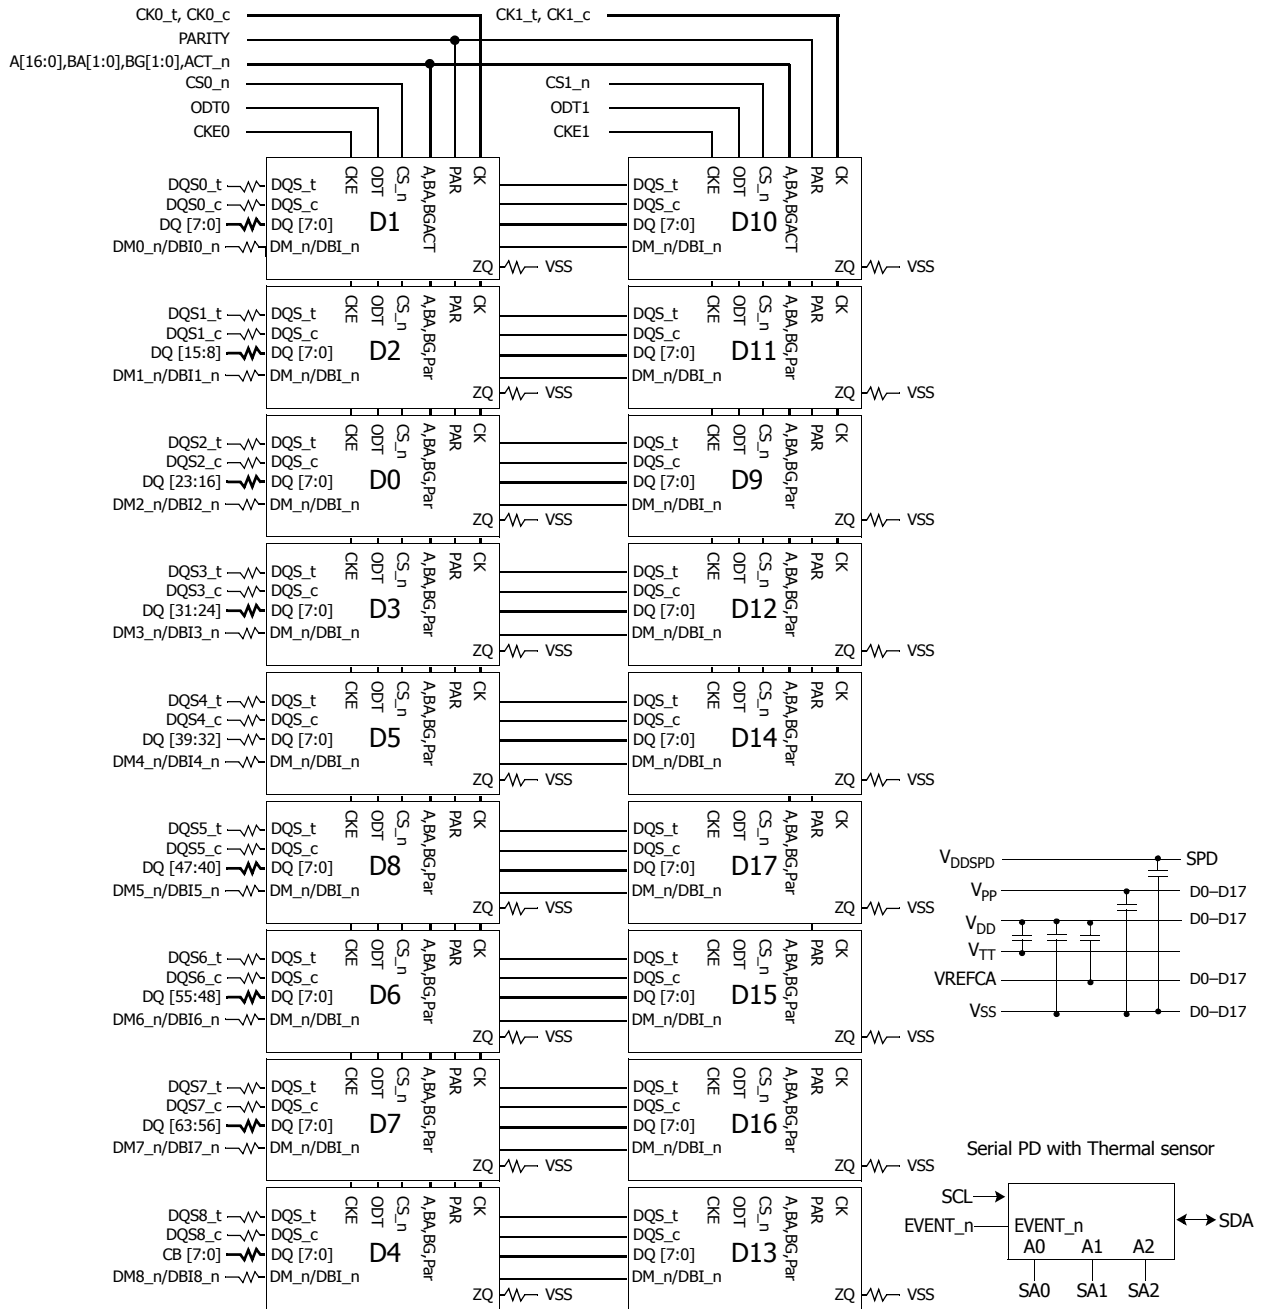 CK0_t, CK0_c CK1_t, CK1_c
PARITY
A[16:0],BA[1:0],BG[1:0],ACT_n
CS0_n CS1_n
ODT0 ODT1
CKE0 CKE1
CKE ODT CS_n A,BA,BGACT PAR CK CKE ODT CS_n A,BA,BGACT PAR CK
DQS0_t DQS_t DQS_t
DQS0_c DQS_c DQS_c
DQ [7:0] DQ [7:0] D1 DQ [7:0] D10
DM0_n/DBI0_n DM_n/DBI_n DM_n/DBI_n
ZQ VSS ZQ VSS
CKE ODT CS_n A,BA,BG,Par PAR CK CKE ODT CS_n A,BA,BG,Par PAR CK
DQS1_t DQS_t DQS_t
DQS1_c DQS_c DQS_c
DQ [15:8] DQ [7:0] D2 DQ [7:0] D11
DM1_n/DBI1_n DM_n/DBI_n DM_n/DBI_n
ZQ VSS ZQ VSS
CKE ODT CS_n A,BA,BG,Par PAR CK CKE ODT CS_n A,BA,BG,Par PAR CK
DQS2_t DQS_t DQS_t
DQS2_c DQS_c DQS_c
DQ [23:16] DQ [7:0] D0 DQ [7:0] D9
DM2_n/DBI2_n DM_n/DBI_n DM_n/DBI_n
ZQ VSS ZQ VSS
CKE ODT CS_n A,BA,BG,Par PAR CK CKE ODT CS_n A,BA,BG,Par PAR CK
DQS3_t DQS_t DQS_t
DQS3_c DQS_c DQS_c
DQ [31:24] DQ [7:0] D3 DQ [7:0] D12
DM3_n/DBI3_n DM_n/DBI_n DM_n/DBI_n
ZQ VSS ZQ VSS
CKE ODT CS_n A,BA,BG,Par PAR CK CKE ODT CS_n A,BA,BG,Par PAR CK
DQS4_t DQS_t DQS_t
DQS4_c DQS_c DQS_c
DQ [39:32] DQ [7:0] D5 DQ [7:0] D14
DM4_n/DBI4_n DM_n/DBI_n DM_n/DBI_n
ZQ VSS ZQ VSS
CKE ODT CS_n A,BA,BG,Par PAR CK CKE ODT CS_n A,BA,BG,Par PAR CK
DQS5_t DQS_t DQS_t
DQS5_c DQS_c DQS_c
DQ [47:40] DQ [7:0] D8 DQ [7:0] D17
DM5_n/DBI5_n DM_n/DBI_n DM_n/DBI_n
ZQ VSS ZQ VSS
CKE ODT CS_n A,BA,BG,Par PAR CK CKE ODT CS_n A,BA,BG,Par PAR CK
DQS6_t DQS_t DQS_t
DQS6_c DQS_c DQS_c
DQ [55:48] DQ [7:0] D6 DQ [7:0] D15
DM6_n/DBI6_n DM_n/DBI_n DM_n/DBI_n
ZQ VSS ZQ VSS
CKE ODT CS_n A,BA,BG,Par PAR CK CKE ODT CS_n A,BA,BG,Par PAR CK
DQS7_t DQS_t DQS_t
DQS7_c DQS_c DQS_c
DQ [63:56] DQ [7:0] D7 DQ [7:0] D16
DM7_n/DBI7_n DM_n/DBI_n DM_n/DBI_n
ZQ VSS ZQ VSS
CKE ODT CS_n A,BA,BG,Par PAR CK CKE ODT CS_n A,BA,BG,Par PAR CK
DQS8_t DQS_t DQS_t
DQS8_c DQS_c DQS_c
CB [7:0] DQ [7:0] D4 DQ [7:0] D13
DM8_n/DBI8_n DM_n/DBI_n DM_n/DBI_n
ZQ VSS ZQ VSS
VDDSPD SPD
VPP D0–D17
VDD D0–D17
VTT
VREFCA D0–D17
VSS D0–D17
Serial PD with Thermal sensor
SCL SDA
EVENT_n EVENT_n
A0 A1 A2
SA0 SA1 SA2